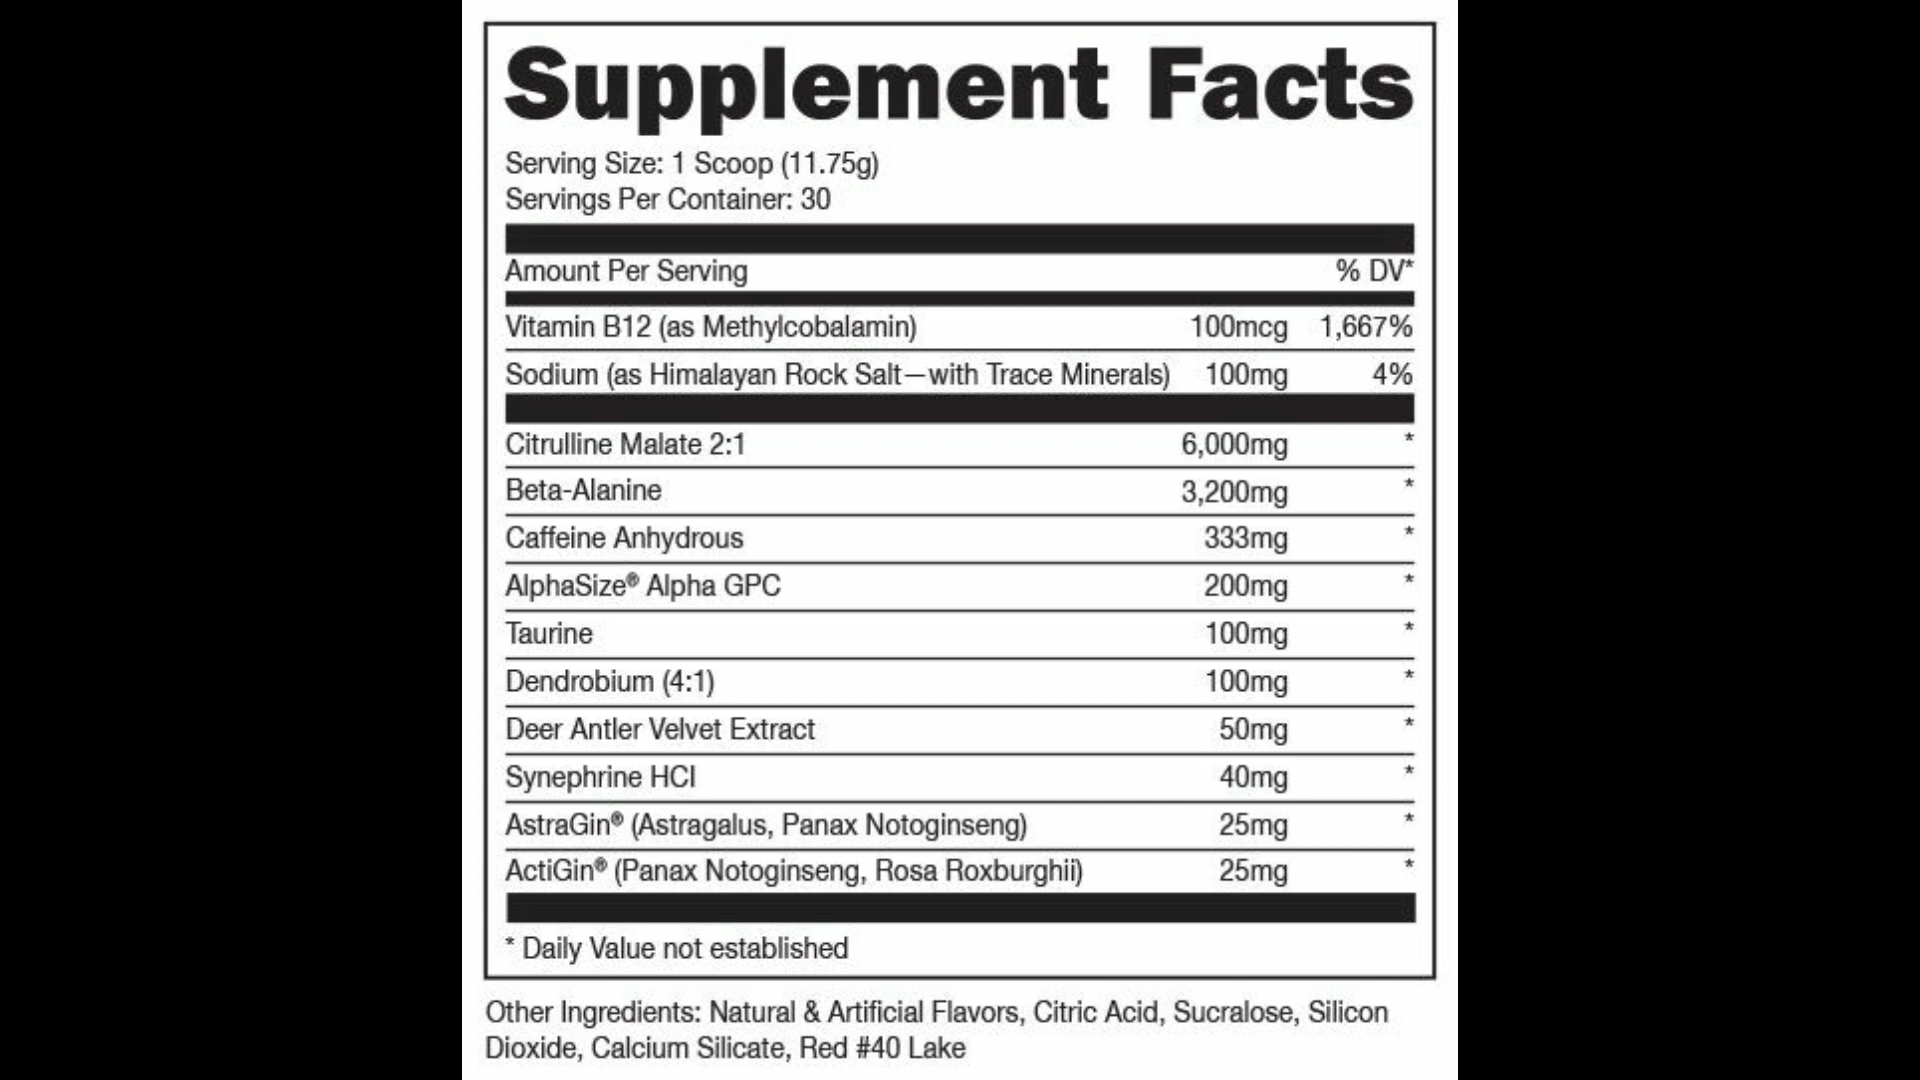 Supplement Facts
Serving Size: 1 Scoop (11.75g)
Servings Per Container: 30
Amount Per Serving % DV*
Vitamin B12 (as Methylcobalamin) 100mcg 1,667%
Sodium (as Himalayan Rock Salt—with Trace Minerals) 100mg 4%
Citrulline Malate 2:1 6,000mg *
Beta-Alanine 3,200mg *
Caffeine Anhydrous 333mg *
AlphaSize® Alpha GPC 200mg *
Taurine 100mg *
Dendrobium (4:1) 100mg *
Deer Antler Velvet Extract 50mg *
Synephrine HCl 40mg *
AstraGin® (Astragalus, Panax Notoginseng) 25mg *
ActiGin® (Panax Notoginseng, Rosa Roxburghii) 25mg *
* Daily Value not established
Other Ingredients: Natural & Artificial Flavors, Citric Acid, Sucralose, Silicon
Dioxide, Calcium Silicate, Red #40 Lake